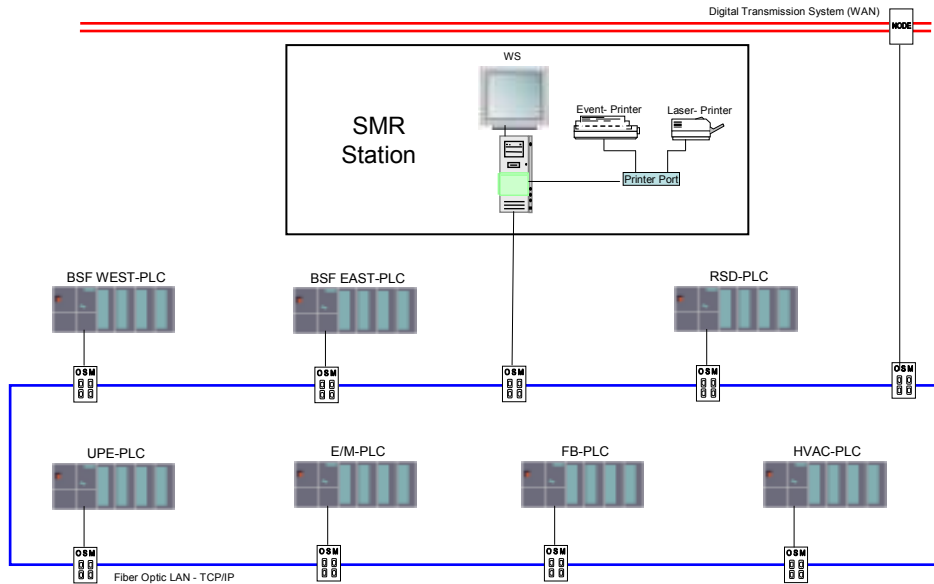 Digital Transmission System (WAN)
NODE
WS
SMR
Station
Event- Printer
Laser- Printer
Printer Port
BSF WEST-PLC
BSF EAST-PLC
RSD-PLC
OSM
OSM
OSM
OSM
OSM
UPE-PLC
E/M-PLC
FB-PLC
HVAC-PLC
OSM
OSM
OSM
OSM
Fiber Optic LAN - TCP/IP